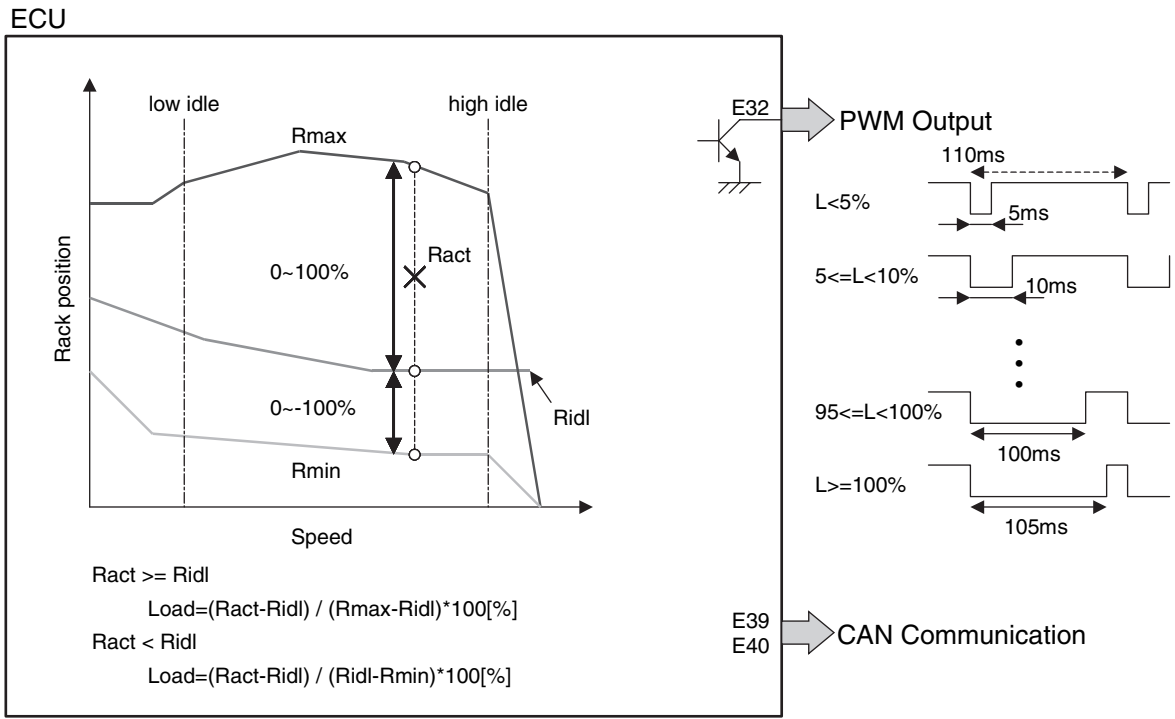 ECU
low idle
high idle
Rmax
Ract
0~100%
0~-100%
Ridl
Rmin
Rack position
Speed
Ract >= Ridl
Load=(Ract-Ridl) / (Rmax-Ridl)*100[%]
Ract < Ridl
Load=(Ract-Ridl) / (Ridl-Rmin)*100[%]
E32
PWM Output
110ms
L<5%
5ms
5<=L<10%
10ms
95<=L<100%
100ms
L>=100%
105ms
E39
E40
CAN Communication